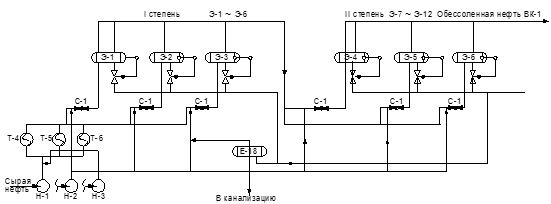 I степень Э-1 ~ Э-6 II степень Э-7 ~ Э-12 Обессоленная нефть ВК-1
Э-1 Э-2 Э-3 Э-4 Э-5 Э-6
С-1 С-1 С-1 С-1 С-1 С-1
Т-4 Т-5 Т-6
Е-18
Сырая
нефть
Н-1 Н-2 Н-3
В канализацию